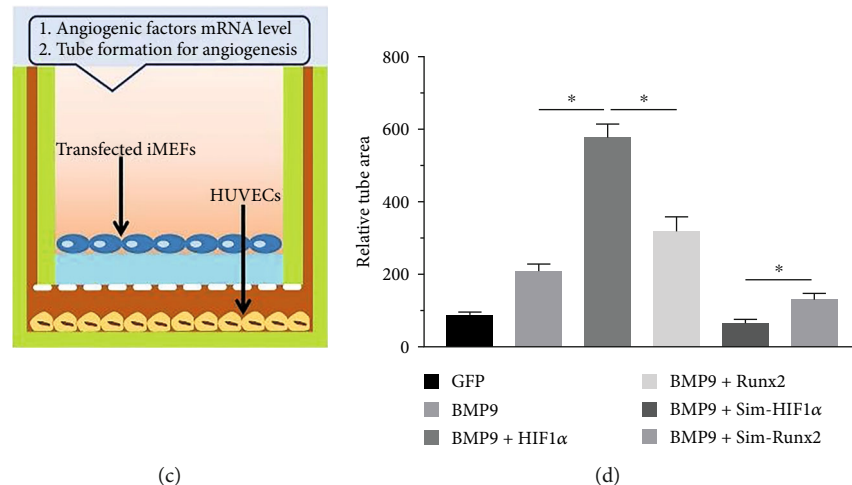 1. Angiogenic factors mRNA level
2. Tube formation for angiogenesis
Transfected iMEFs
HUVECs
(c)
Relative tube area
800
600
400
200
0
*
*
*
GFP
BMP9
BMP9 + HIF1α
BMP9 + Runx2
BMP9 + Sim-HIF1α
BMP9 + Sim-Runx2
(d)